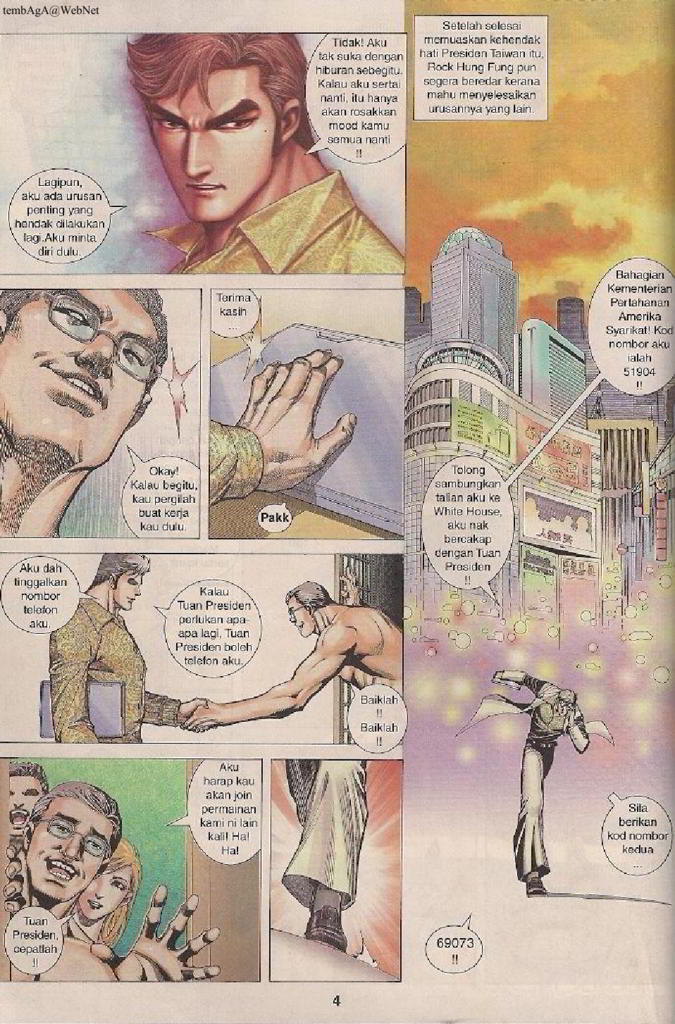 tembAgA@WebNet
Tidak! Aku
tak suka dengan
hiburan sebegitu.
Kalau aku sertai
nanti, itu hanya
akan rosakkan
mood kamu
semua nanti
!!
Lagipun,
aku ada urusan
penting yang
hendak dilakukan
lagi.Aku minta
diri dulu.
Okay!
Kalau begitu,
kau pergilah
buat kerja
kau dulu.
Terima
kasih
...
Pakk
Aku dah
tinggalkan
nombor
telefon
aku.
Kalau
Tuan Presiden
perlukan apa-
apa lagi, Tuan
Presiden boleh
telefon aku.
Baiklah
!!
Baiklah
!!
Aku
harap kau
akan join
permainan
kami ni lain
kali! Ha!
Ha!
Tuan
Presiden,
cepatlah
!!
Setelah selesai
memuaskan kehendak
hati Presiden Taiwan itu,
Rock Hung Fung pun
segera beredar kerana
mahu menyelesaikan
urusannya yang lain.
Bahagian
Kementerian
Pertahanan
Amerika
Syarikat! Kod
nombor aku
ialah
51904
!!
Tolong
sambungkan
talian aku ke
White House,
aku nak
bercakap
dengan Tuan
Presiden
!!
Sila
berikan
kod nombor
kedua
...
69073
!!
4